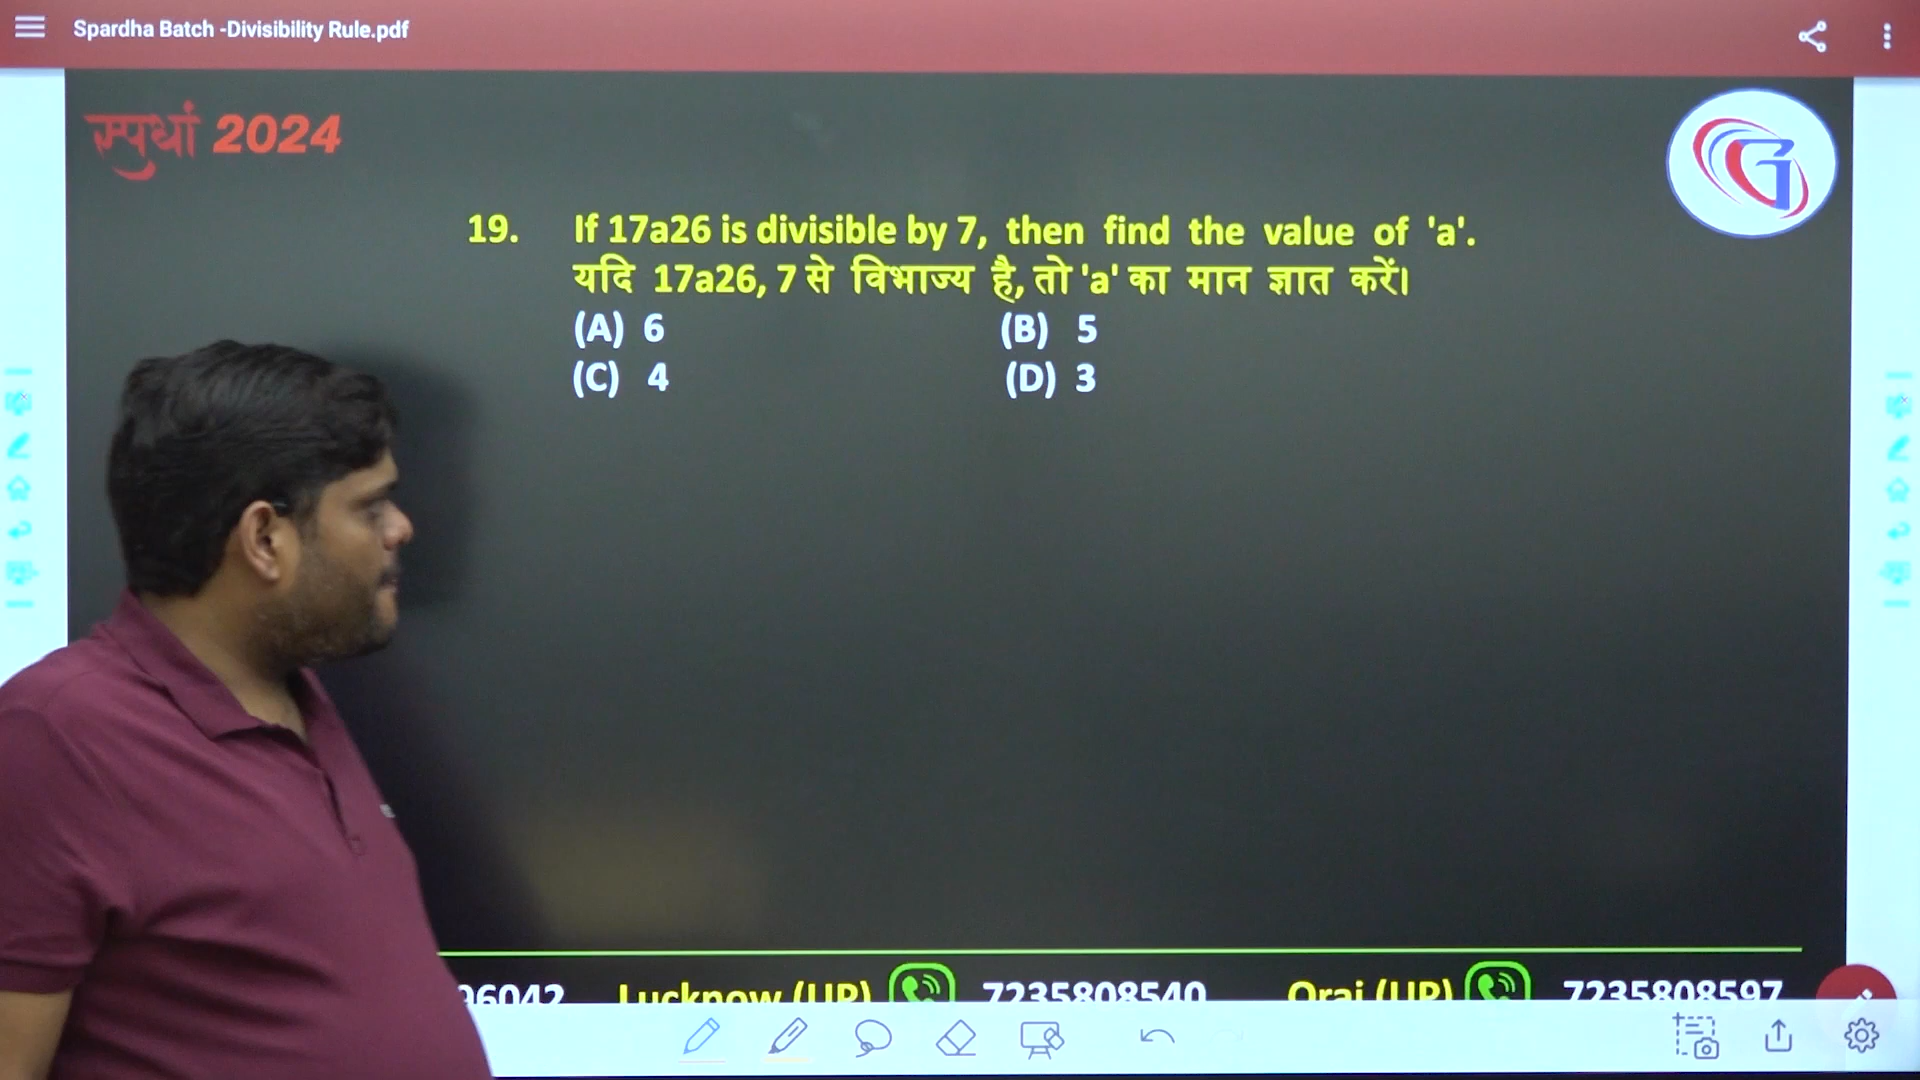 Spardha Batch -Divisibility Rule.pdf
स्पर्धा 2024
19. If 17a26 is divisible by 7, then find the value of 'a'.
यदि 17a26, 7 से विभाज्य है, तो 'a' का मान ज्ञात करें।
(A) 6 (B) 5
(C) 4 (D) 3
96042 Lucknow (UP) 7235808540 Orai (UP) 7235808597